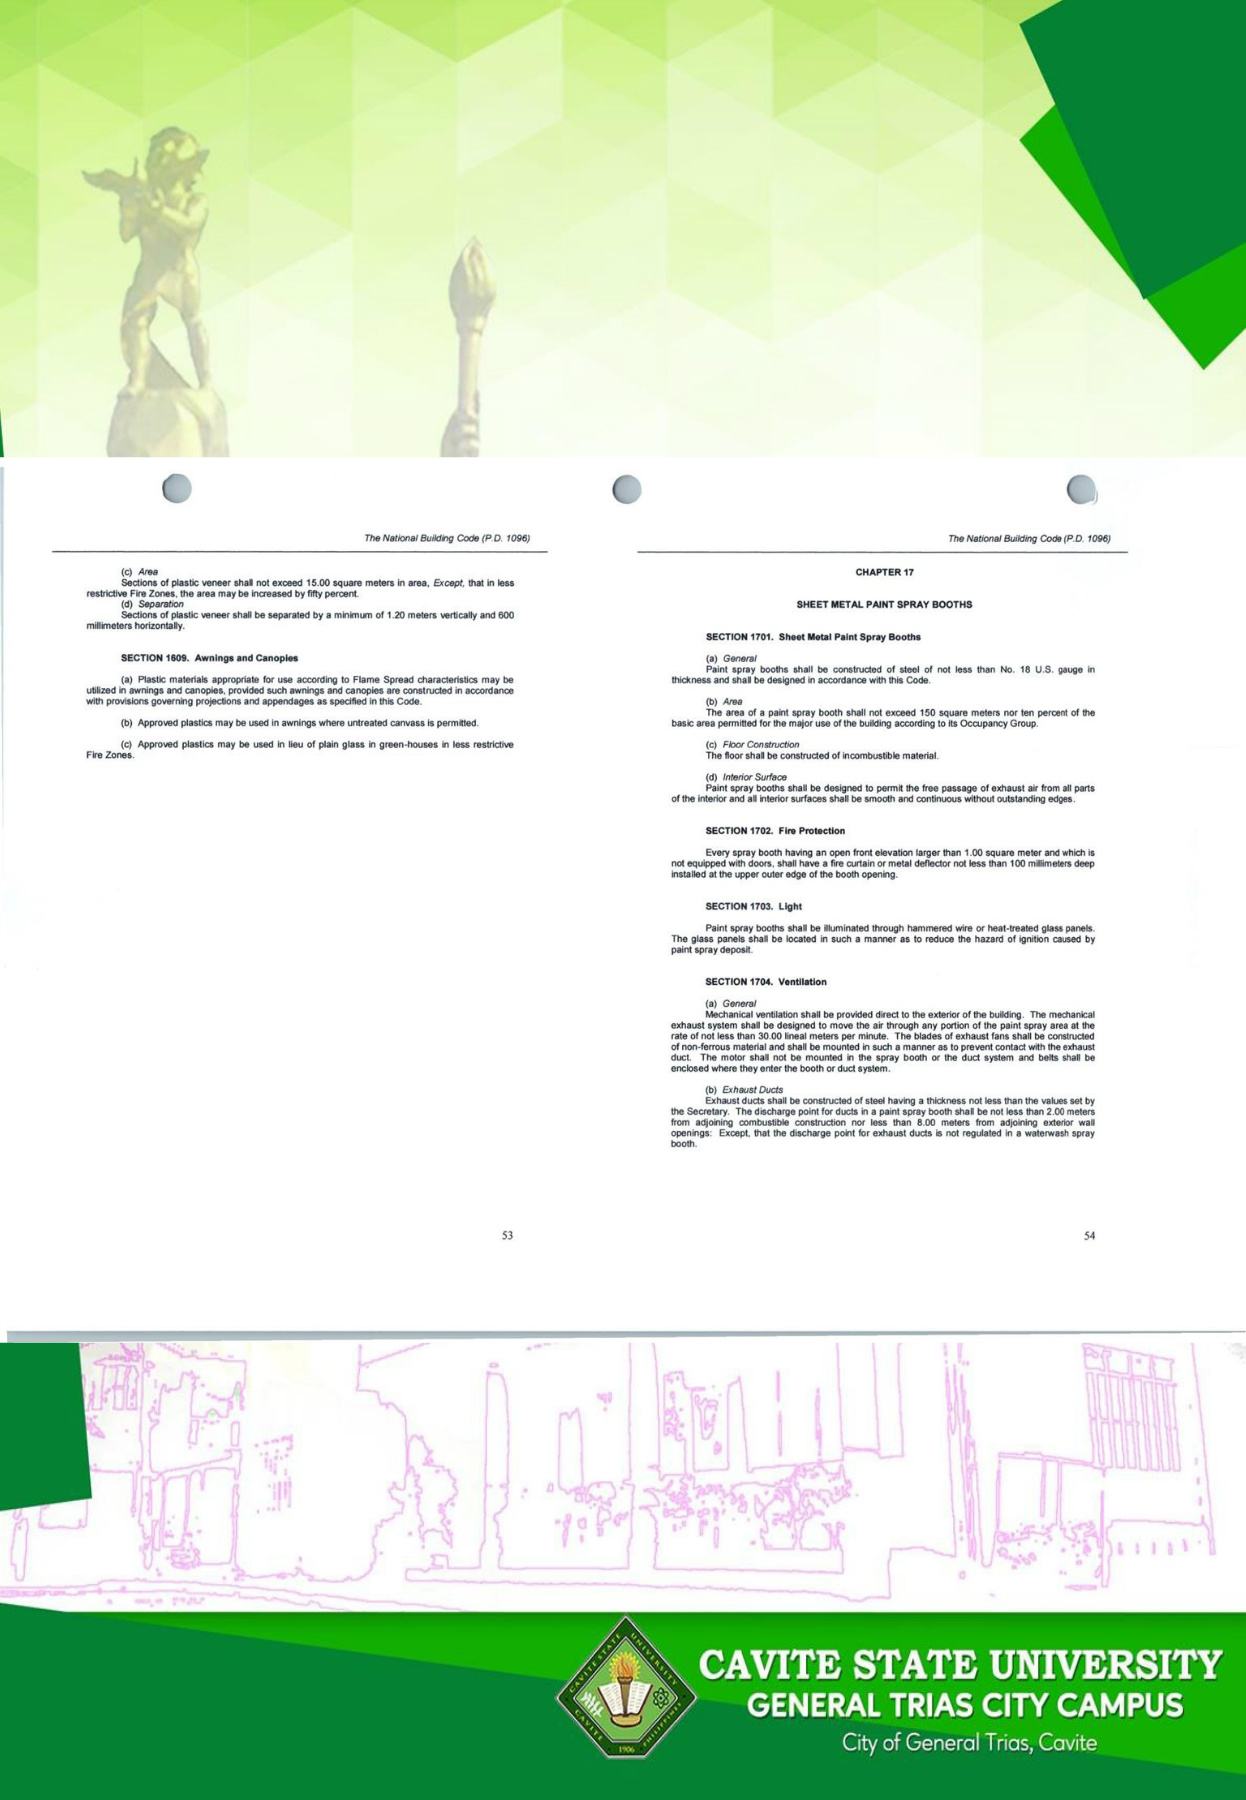 The National Building Code (P.D. 1096)
(c) Area
Sections of plastic veneer shall not exceed 15.00 square meters in area, Except, that in less
restrictive Fire Zones, the area may be increased by fifty percent.
(d) Separation
Sections of plastic veneer shall be separated by a minimum of 1.20 meters vertically and 600
millimeters horizontally.
SECTION 1609. Awnings and Canopies
(a) Plastic materials appropriate for use according to Flame Spread characteristics may be
utilized in awnings and canopies, provided such awnings and canopies are constructed in accordance
with provisions governing projections and appendages as specified in this Code.
(b) Approved plastics may be used in awnings where untreated canvass is permitted.
(c) Approved plastics may be used in lieu of plain glass in green-houses in less restrictive
Fire Zones.
53
The National Building Code (P.D. 1096)
CHAPTER 17
SHEET METAL PAINT SPRAY BOOTHS
SECTION 1701. Sheet Metal Paint Spray Booths
(a) General
Paint spray booths shall be constructed of steel of not less than No. 18 U.S. gauge in
thickness and shall be designed in accordance with this Code.
(b) Area
The area of a paint spray booth shall not exceed 150 square meters nor ten percent of the
basic area permitted for the major use of the building according to its Occupancy Group.
(c) Floor Construction
The floor shall be constructed of incombustible material.
(d) Interior Surface
Paint spray booths shall be designed to permit the free passage of exhaust air from all parts
of the interior and all interior surfaces shall be smooth and continuous without outstanding edges.
SECTION 1702. Fire Protection
Every spray booth having an open front elevation larger than 1.00 square meter and which is
not equipped with doors, shall have a fire curtain or metal deflector not less than 100 millimeters deep
installed at the upper outer edge of the booth opening.
SECTION 1703. Light
Paint spray booths shall be illuminated through hammered wire or heat-treated glass panels.
The glass panels shall be located in such a manner as to reduce the hazard of ignition caused by
paint spray deposit.
SECTION 1704. Ventilation
(a) General
Mechanical ventilation shall be provided direct to the exterior of the building. The mechanical
exhaust system shall be designed to move the air through any portion of the paint spray area at the
rate of not less than 30.00 lineal meters per minute. The blades of exhaust fans shall be constructed
of non-ferrous material and shall be mounted in such a manner as to prevent contact with the exhaust
duct. The motor shall not be mounted in the spray booth or the duct system and belts shall be
enclosed where they enter the booth or duct system.
(b) Exhaust Ducts
Exhaust ducts shall be constructed of steel having a thickness not less than the values set by
the Secretary. The discharge point for ducts in a paint spray booth shall be not less than 2.00 meters
from adjoining combustible construction nor less than 8.00 meters from adjoining exterior wall
openings: Except, that the discharge point for exhaust ducts is not regulated in a waterwash spray
booth.
54
CAVITE STATE UNIVERSITY
CAVITE PHILIPPINES
1906
CAVITE STATE UNIVERSITY
GENERAL TRIAS CITY CAMPUS
City of General Trias, Cavite